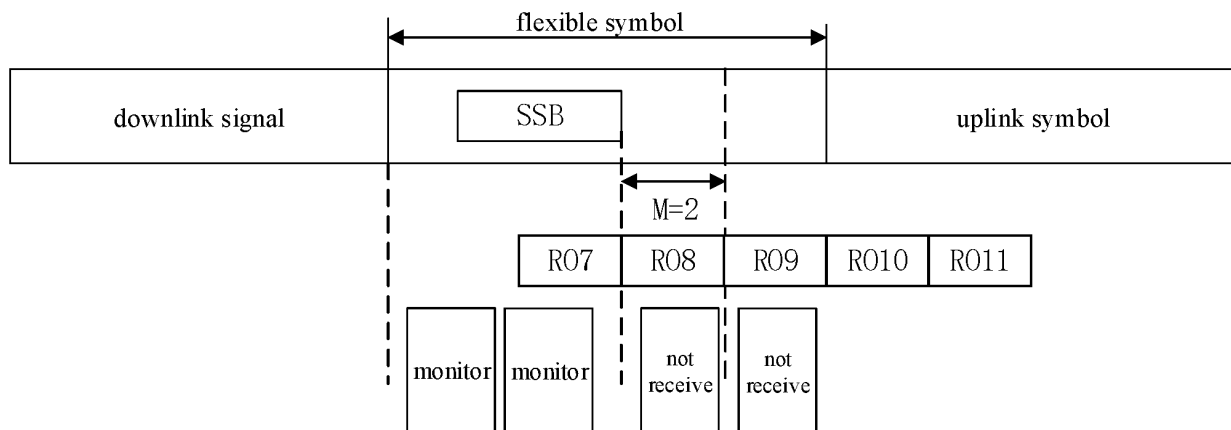 flexible symbol
downlink signal
SSB
uplink symbol
M=2
RO7
RO8
RO9
RO10
RO11
monitor
monitor
not
receive
not
receive